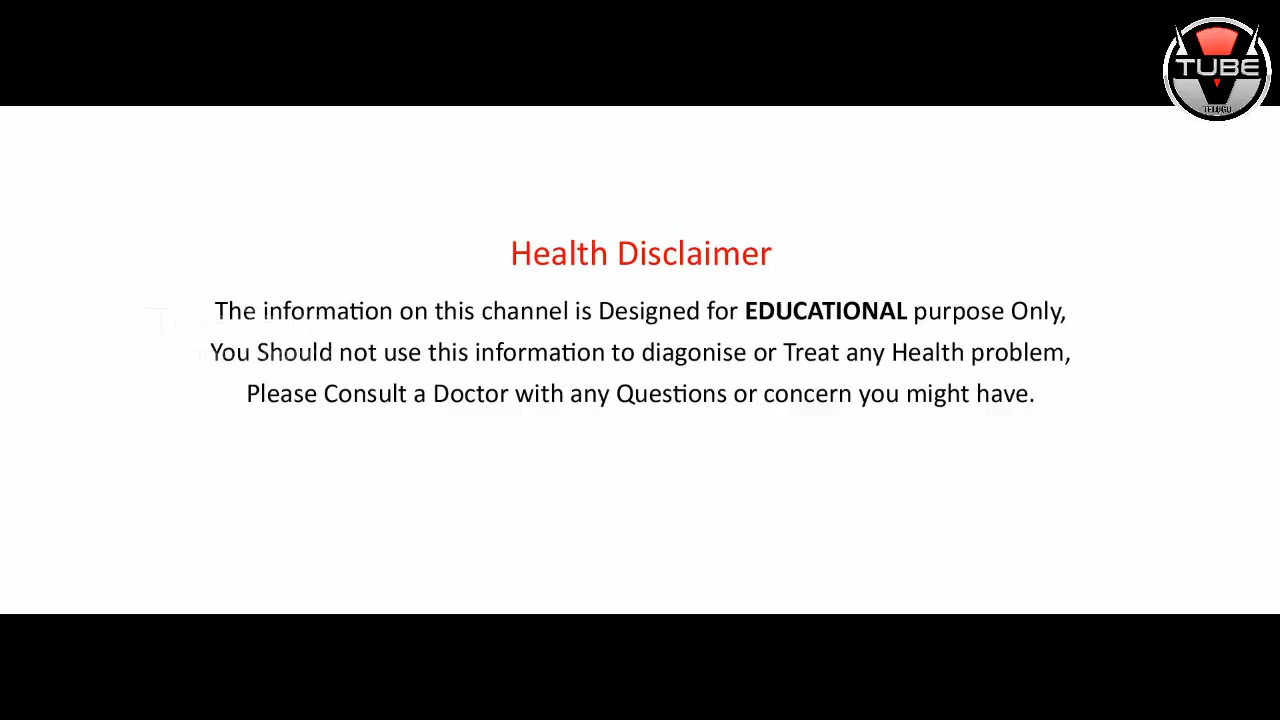 TUBE
TELUGU
Health Disclaimer
The information on this channel is Designed for EDUCATIONAL purpose Only,
You Should not use this information to diagonise or Treat any Health problem,
Please Consult a Doctor with any Questions or concern you might have.